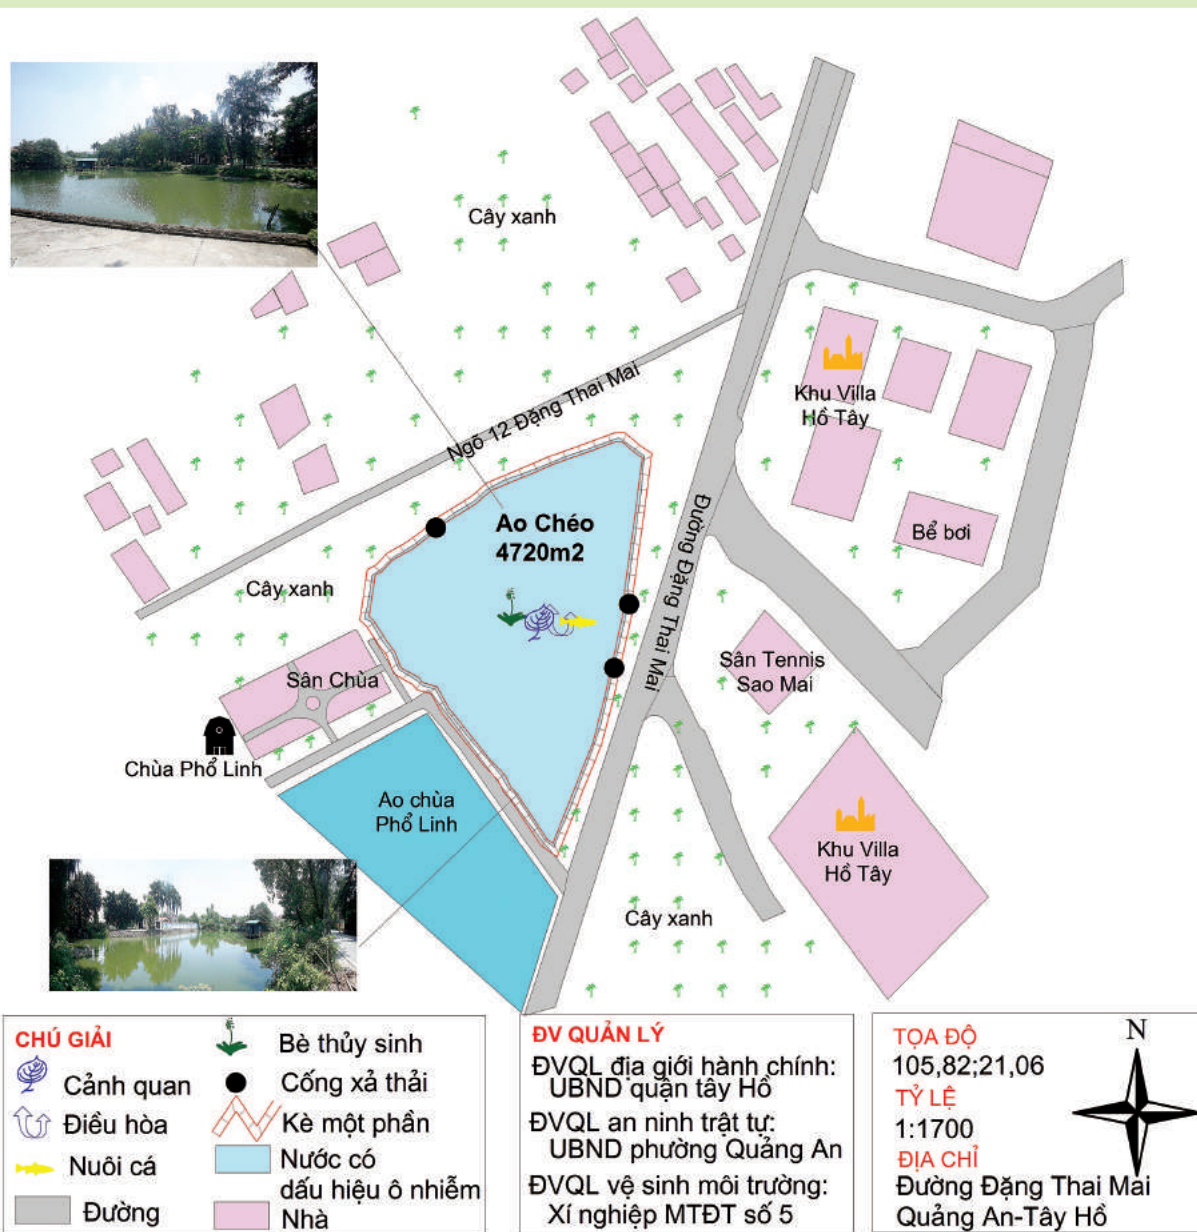 Cây xanh
Khu Villa
Hồ Tây
Ngõ 12 Đặng Thai Mai
Ao Chéo
4720m2
Đường Đặng Thai Mai
Bể bơi
Cây xanh
Sân Tennis
Sao Mai
Sân Chùa
Chùa Phổ Linh
Ao chùa
Phổ Linh
Khu Villa
Hồ Tây
Cây xanh
CHÚ GIẢI
Cảnh quan
Điều hòa
Nuôi cá
Đường
Bè thủy sinh
Cống xả thải
Kè một phần
Nước có
dấu hiệu ô nhiễm
Nhà
ĐV QUẢN LÝ
ĐVQL địa giới hành chính:
UBND quận tây Hồ
ĐVQL an ninh trật tự:
UBND phường Quảng An
ĐVQL vệ sinh môi trường:
Xí nghiệp MTĐT số 5
TỌA ĐỘ
105,82;21,06
TỶ LỆ
1:1700
ĐỊA CHỈ
Đường Đặng Thai Mai
Quảng An-Tây Hồ
N